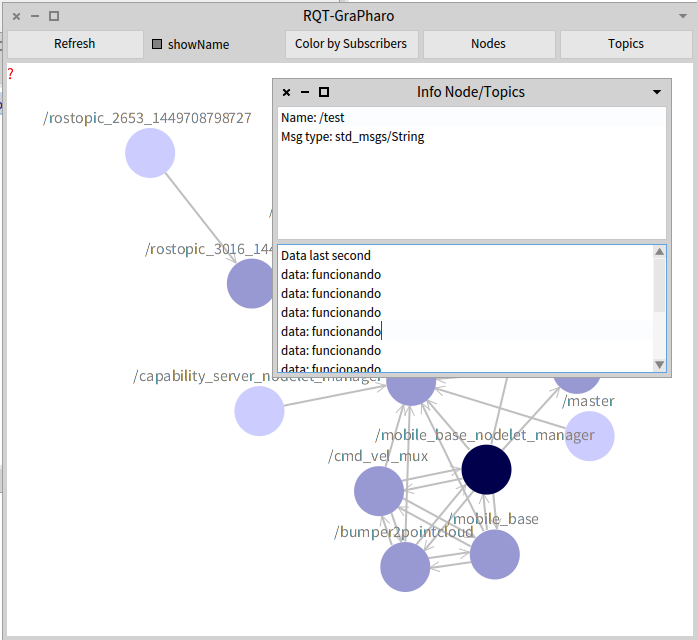 RQT-GraPharo
Refresh
showName
Color by Subscribers
Nodes
Topics
?
/rostopic_2653_1449708798727
/rostopic_3016_144
Info Node/Topics
Name: /test
Msg type: std_msgs/String
Data last second
data: funcionando
data: funcionando
data: funcionando
data: funcionando
data: funcionando
data: funcionando
/capability_server_nodelet_manager
/master
/mobile_base_nodelet_manager
/cmd_vel_mux
/mobile_base
/bumper2pointcloud